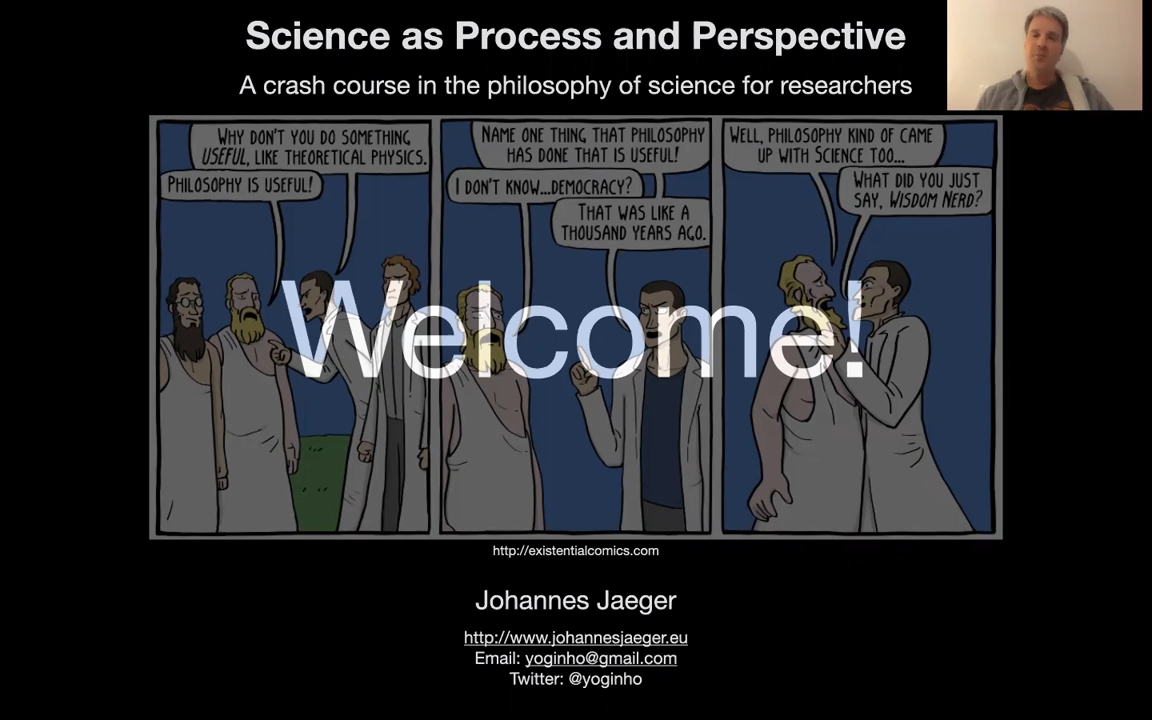 Science as Process and Perspective
A crash course in the philosophy of science for researchers
WHY DON'T YOU DO SOMETHING
USEFUL, LIKE THEORETICAL PHYSICS.
PHILOSOPHY IS USEFUL!
NAME ONE THING THAT PHILOSOPHY
HAS DONE THAT IS USEFUL!
I DON'T KNOW...DEMOCRACY?
THAT WAS LIKE A
THOUSAND YEARS AGO.
WELL, PHILOSOPHY KIND OF CAME
UP WITH SCIENCE TOO...
WHAT DID YOU JUST
SAY, WISDOM NERD?
Welcome!
http://existentialcomics.com
Johannes Jaeger
http://www.johannesjaeger.eu
Email: yoginho@gmail.com
Twitter: @yoginho